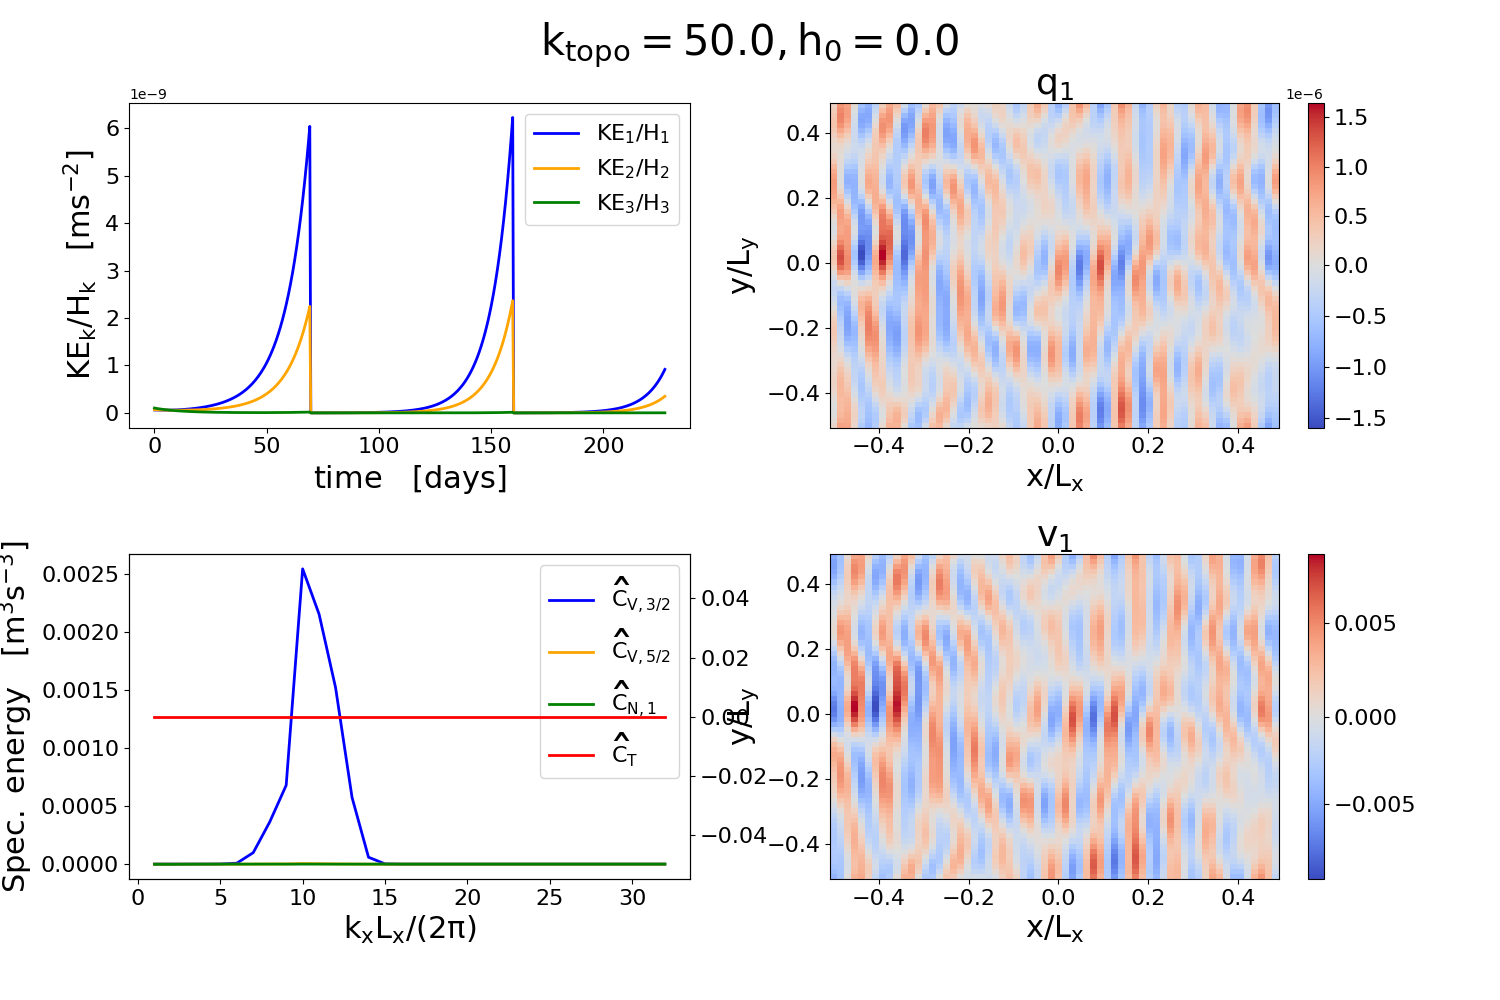 k_topo = 50.0, h_0 = 0.0
1e−9
KE_k/H_k [ms^−2]
6
5
4
3
2
1
0
KE_1/H_1
KE_2/H_2
KE_3/H_3
0 50 100 150 200
time [days]
q_1
1e−6
y/L_y
0.4
0.2
0.0
−0.2
−0.4
−0.4 −0.2 0.0 0.2 0.4
x/L_x
1.5
1.0
0.5
0.0
−0.5
−1.0
−1.5
Spec. energy [m^3s^−3]
0.0025
0.0020
0.0015
0.0010
0.0005
0.0000
Ĉ_V,3/2
Ĉ_V,5/2
Ĉ_N,1
Ĉ_T
0.04
0.02
0.00
−0.02
−0.04
0 5 10 15 20 25 30
k_xL_x/(2π)
v_1
y/L_y
0.4
0.2
0.0
−0.2
−0.4
−0.4 −0.2 0.0 0.2 0.4
x/L_x
0.005
0.000
−0.005